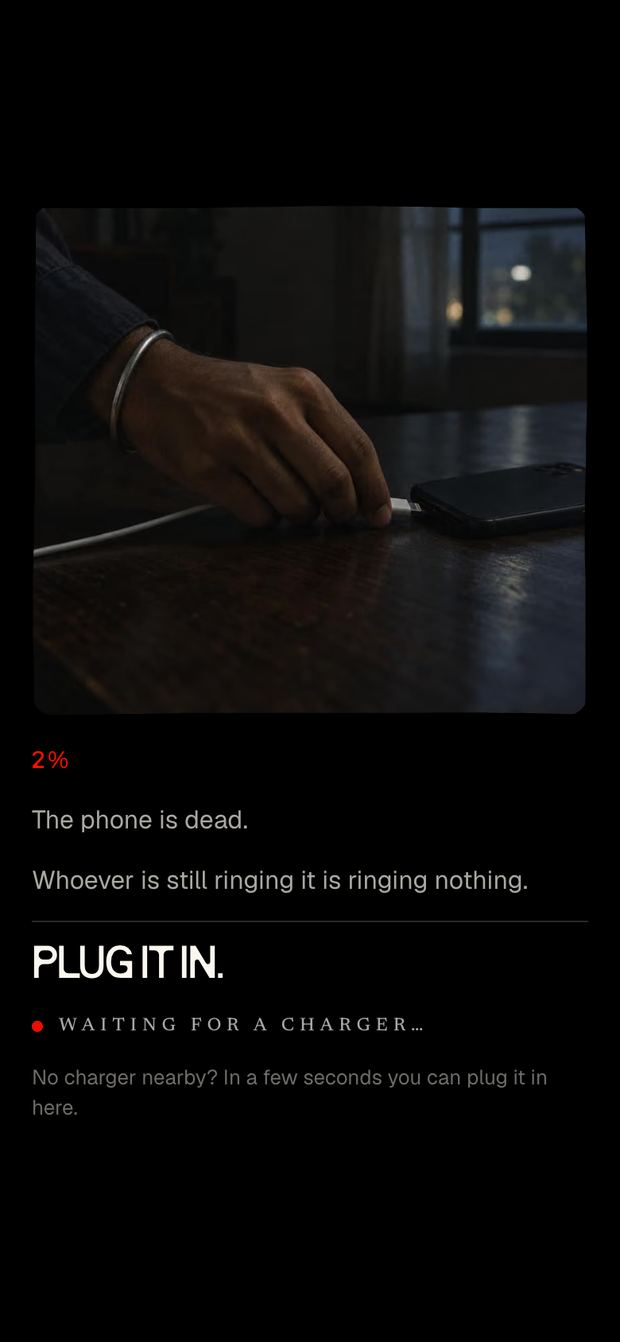 2%
The phone is dead.
Whoever is still ringing it is ringing nothing.
PLUG IT IN.
WAITING FOR A CHARGER…
No charger nearby? In a few seconds you can plug it in
here.